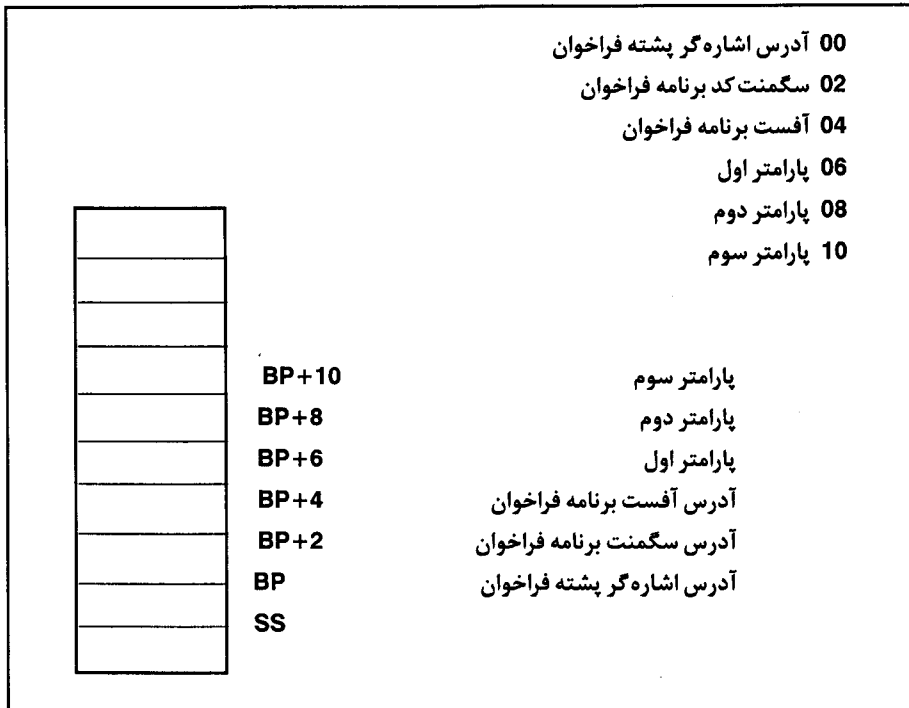 00 آدرس اشاره‌گر پشته فراخوان
02 سگمنت کد برنامه فراخوان
04 آفست برنامه فراخوان
06 پارامتر اول
08 پارامتر دوم
10 پارامتر سوم
BP+10 پارامتر سوم
BP+8 پارامتر دوم
BP+6 پارامتر اول
BP+4 آدرس آفست برنامه فراخوان
BP+2 آدرس سگمنت برنامه فراخوان
BP آدرس اشاره‌گر پشته فراخوان
SS